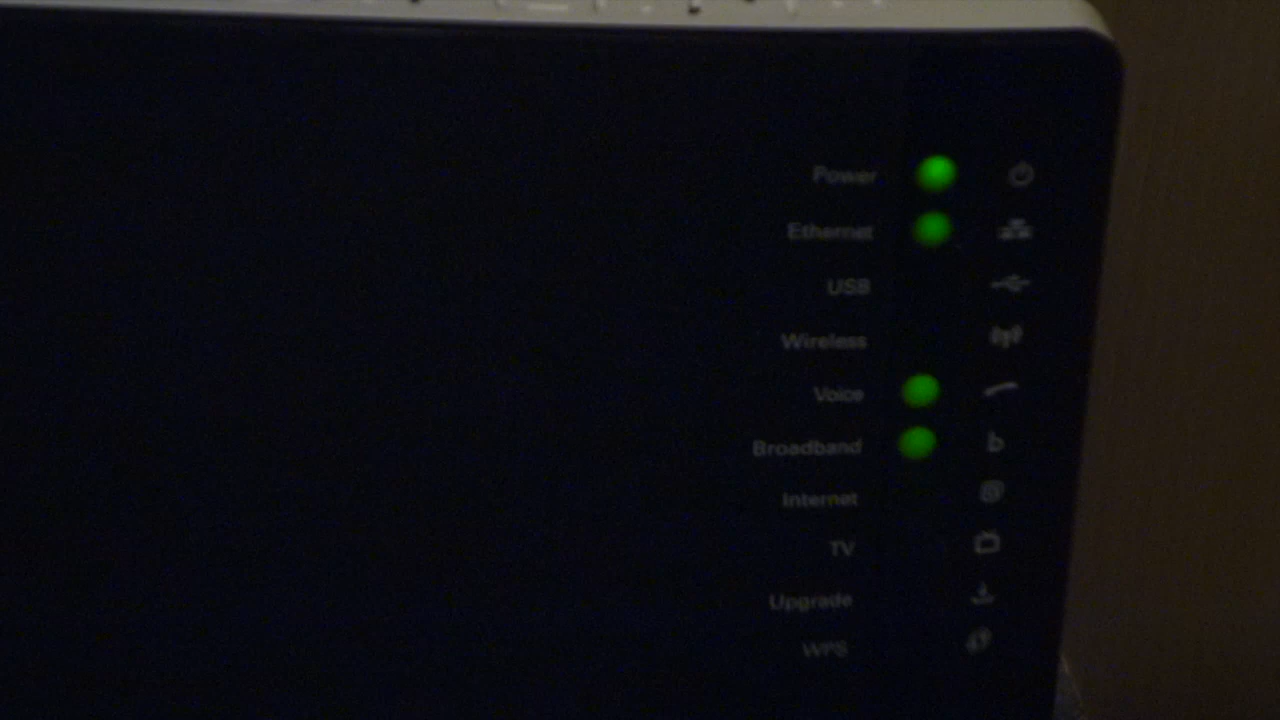 Power
Ethernet
USB
Wireless
Voice
Broadband
Internet
TV
Upgrade
WPS